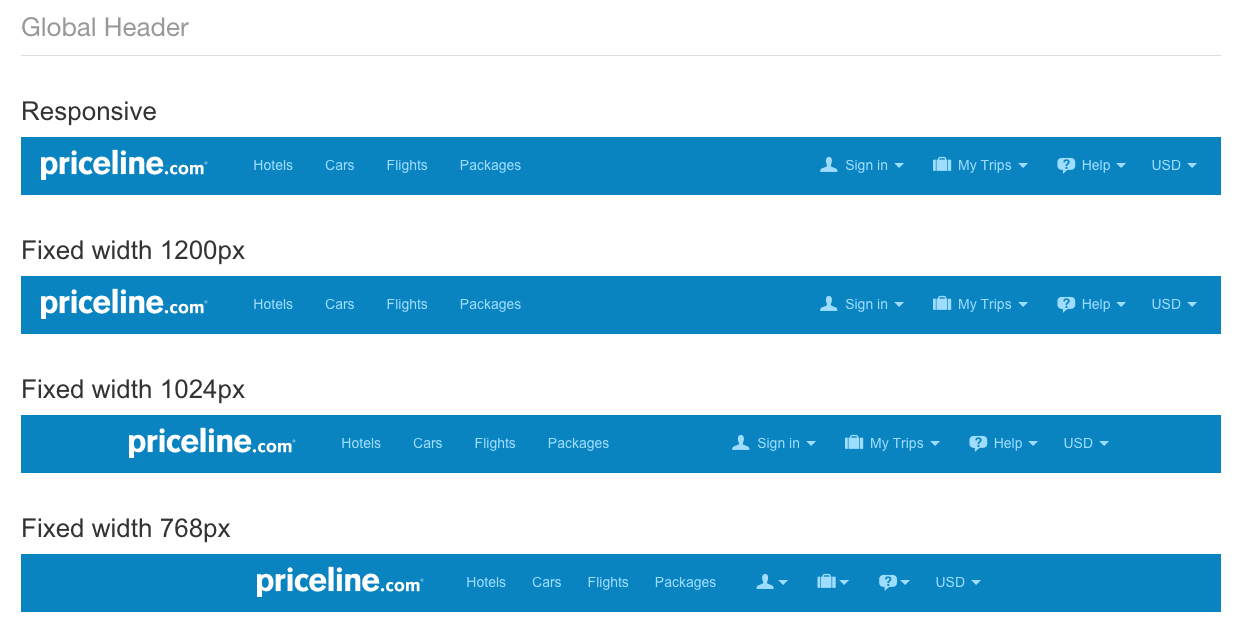 Global Header
Responsive
priceline.com Hotels Cars Flights Packages Sign in My Trips ? Help USD
Fixed width 1200px
priceline.com Hotels Cars Flights Packages Sign in My Trips ? Help USD
Fixed width 1024px
priceline.com Hotels Cars Flights Packages Sign in My Trips ? Help USD
Fixed width 768px
priceline.com Hotels Cars Flights Packages ? USD